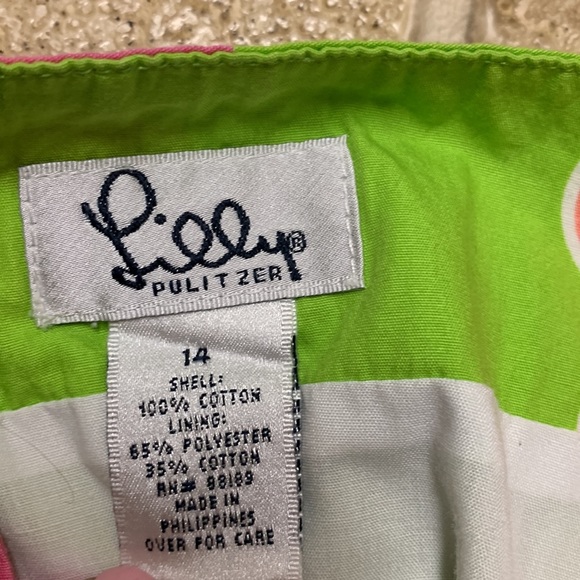 Lilly®
PULITZER
14
SHELL:
100% COTTON
LINING:
65% POLYESTER
35% COTTON
RN# 88189
MADE IN
PHILIPPINES
OVER FOR CARE